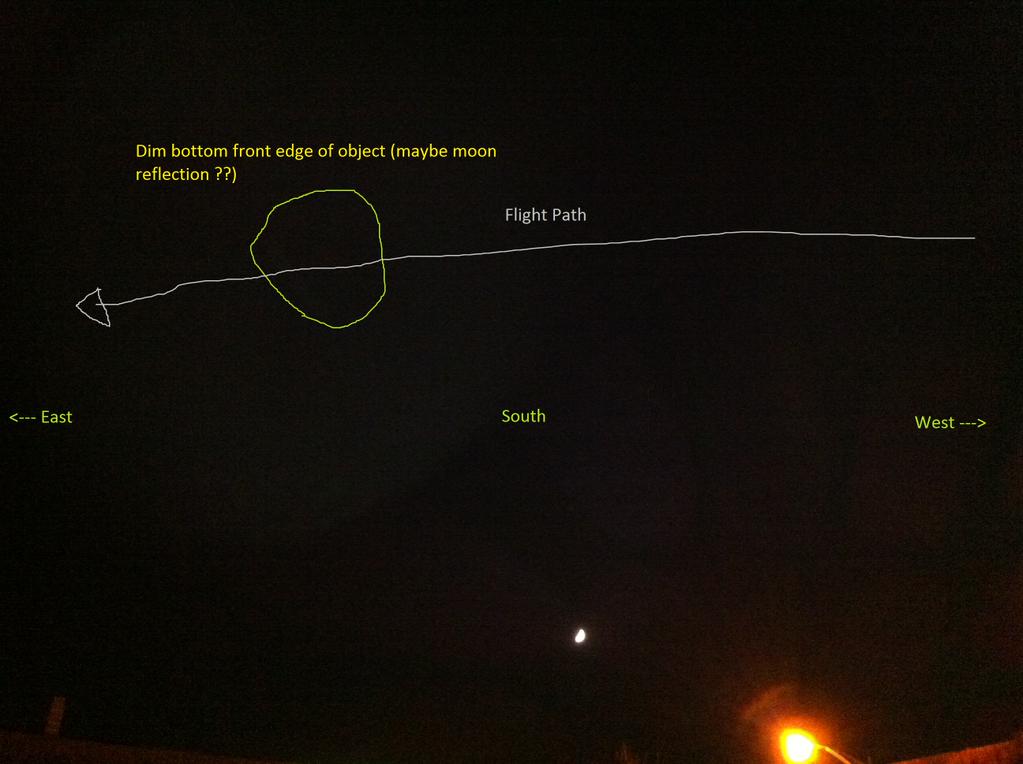 Dim bottom front edge of object (maybe moon
reflection ??)
Flight Path
<--- East
South
West --->